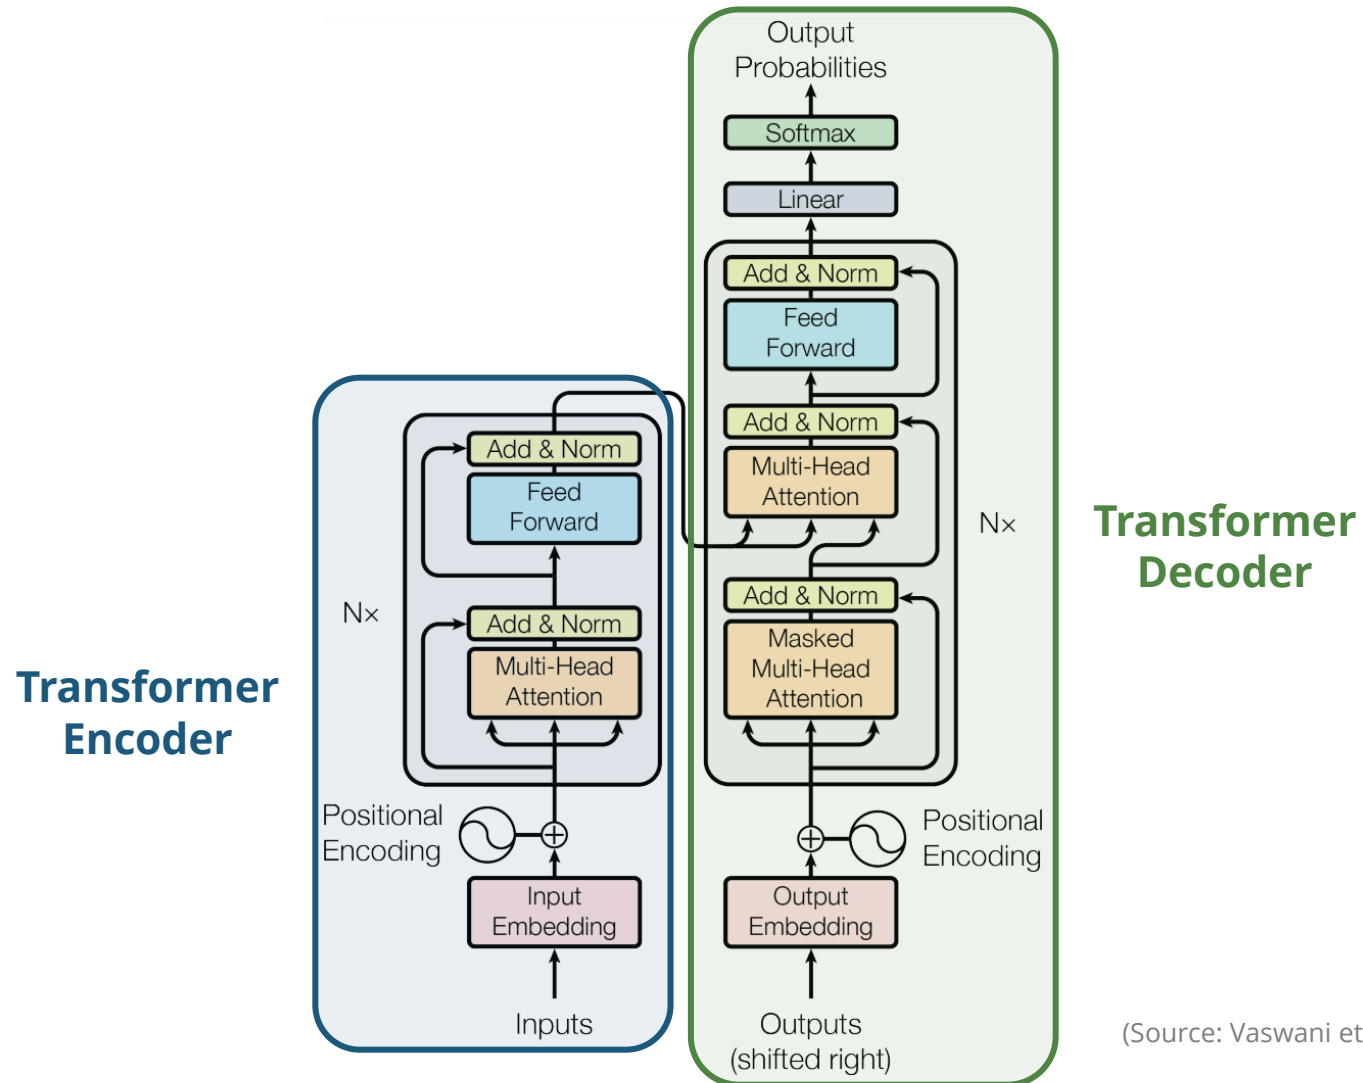 Output
Probabilities
Softmax
Linear
Add & Norm
Feed
Forward
Add & Norm
Multi-Head
Attention
N×
Add & Norm
Masked
Multi-Head
Attention
Positional
Encoding
Output
Embedding
Outputs
(shifted right)
Transformer
Decoder
Add & Norm
Feed
Forward
N×
Add & Norm
Multi-Head
Attention
Positional
Encoding
Input
Embedding
Inputs
Transformer
Encoder
(Source: Vaswani et